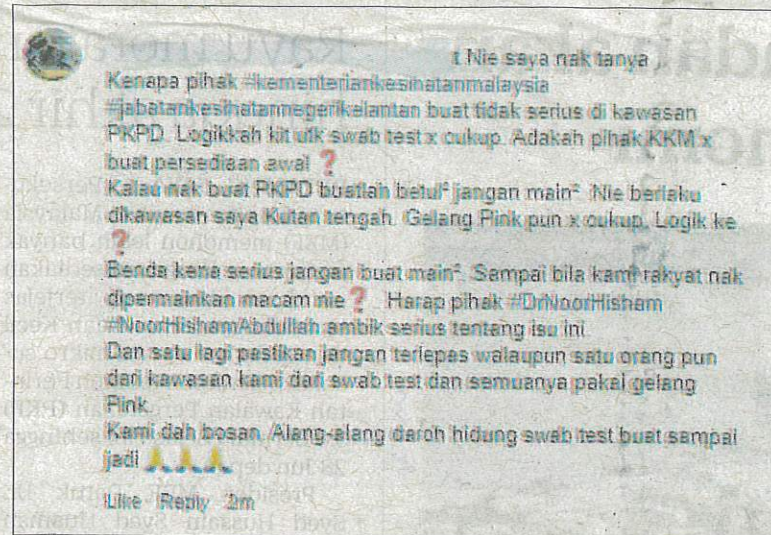 t Nie saya nak tanya ,
Kenapa pihak #kementeriankesihatanmalaysia
#jabatankesihatannegerikelantan buat tidak serius di kawasan
PKPD. Logikkah kit utk swab test x cukup. Adakah pihak KKM x
buat persediaan awal ❓
Kalau nak buat PKPD buatlah betul² jangan main². Nie berlaku
dikawasan saya Kutan tengah. Gelang Pink pun x cukup. Logik ke
❓
Benda kena serius jangan buat main². Sampai bila kami rakyat nak
dipermainkan macam nie❓ Harap pihak #DrNoorHisham
#NoorHishamAbdullah ambik serius tentang isu ini.
Dan satu lagi pastikan jangan terlepas walaupun satu orang pun
dari kawasan kami dari swab test dan semuanya pakai gelang
Pink.
Kami dah bosan. Alang-alang daroh hidung swab test buat sampai
jadi 🙏🙏🙏
Like Reply 2m